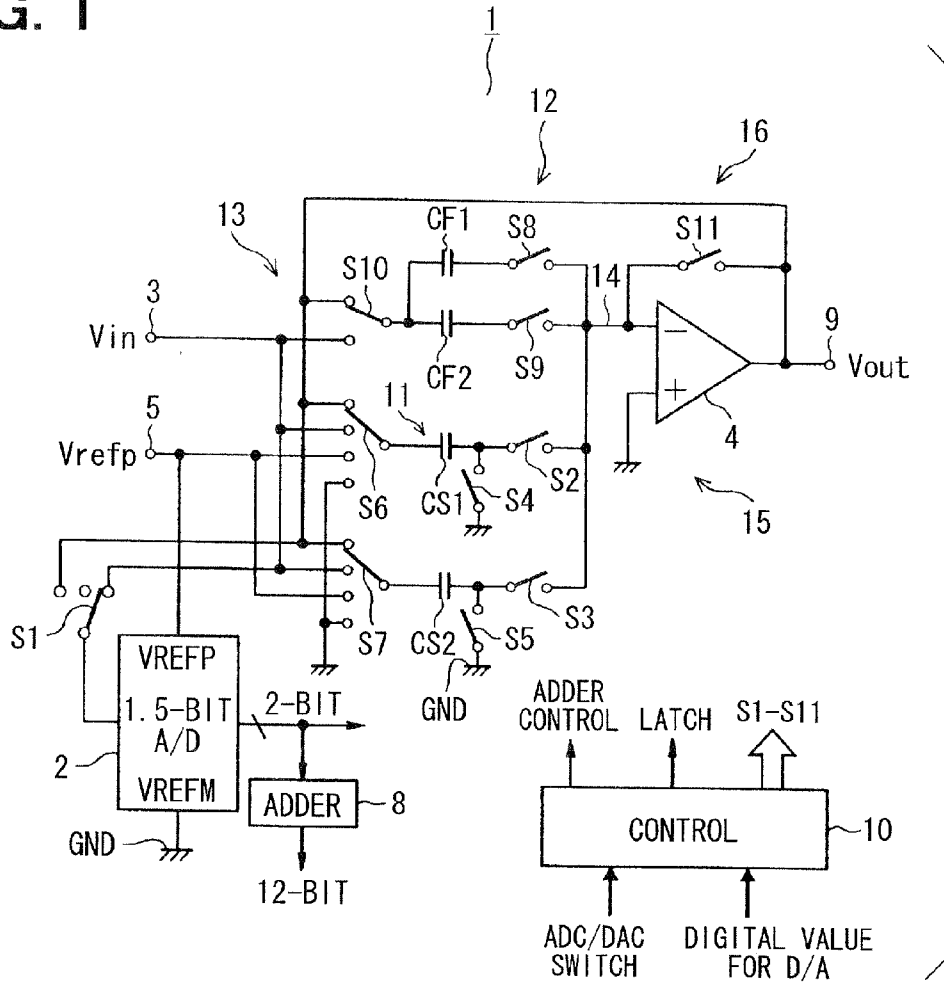 G. 1
1
12
16
13
CF1
S8
S11
S10
14
3
Vin
9
Vout
CF2
S9
4
5
11
Vrefp
S6
CS1
S4
S2
15
S1
S7
CS2
S5
S3
GND
VREFP
1.5-BIT
A/D
VREFM
2
2-BIT
ADDER
8
GND
12-BIT
ADDER
CONTROL
LATCH
S1-S11
CONTROL
10
ADC/DAC
SWITCH
DIGITAL VALUE
FOR D/A